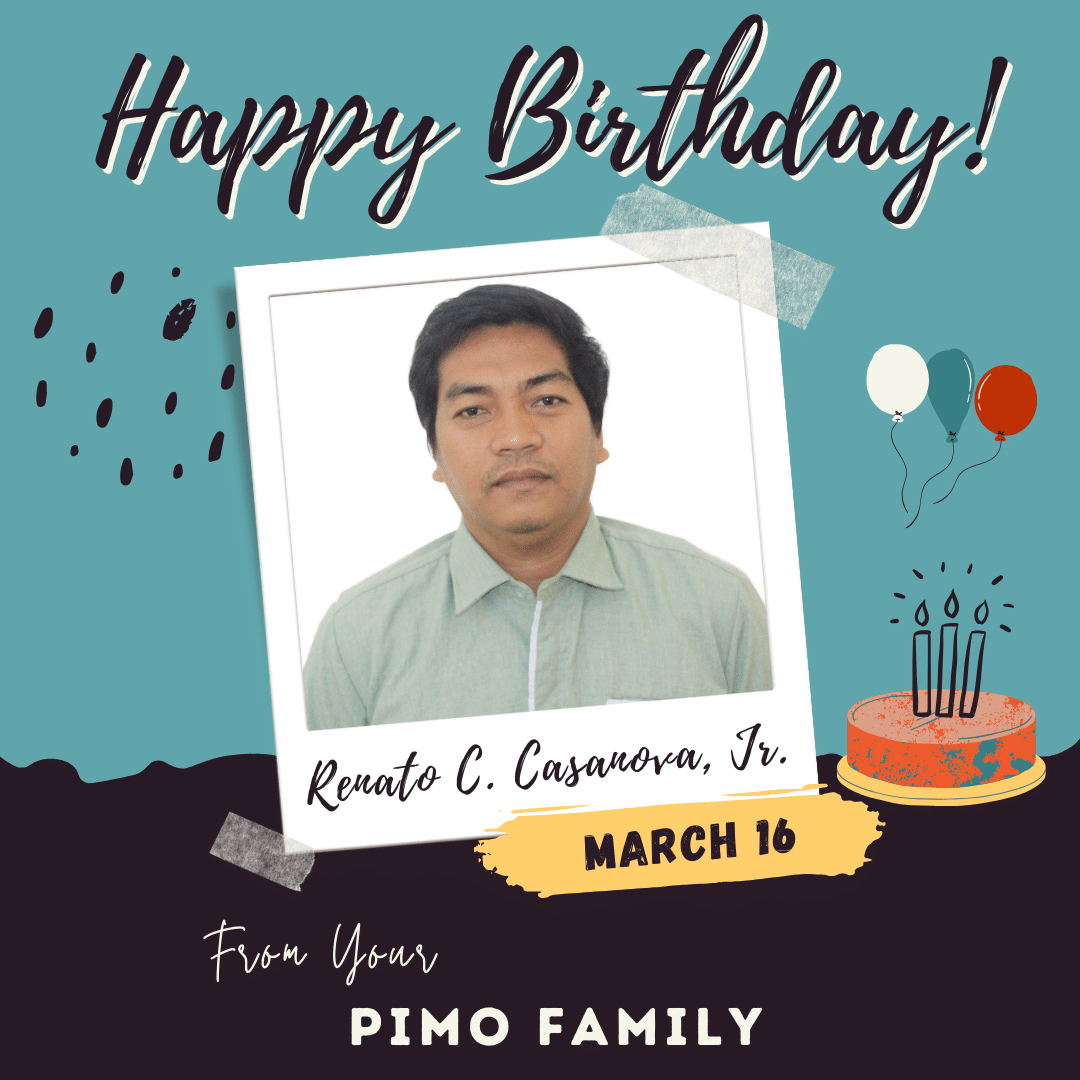 Happy Birthday!
Renato C. Casanova, Jr.
MARCH 16
From Your
PIMO FAMILY